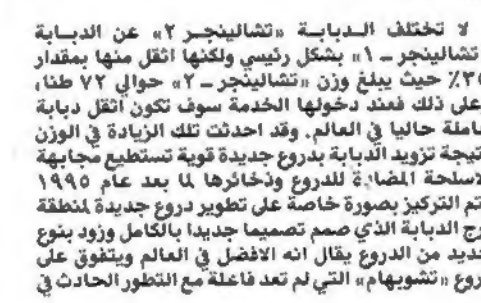 لا تختلف الدبابة «تشالينجر ٢» عن الدبابة
تشالينجر ـ ١» بشكل رئيسي ولكنها اثقل منها بمقدار
٪ حيث يبلغ وزن «تشالينجر ـ ٢» حوالي ٧٢ طنا،
على ذلك فعند دخولها الخدمة سوف تكون اثقل دبابة
عاملة حاليا في العالم. وقد احدثت تلك الزيادة في الوزن
نتيجة تزويد الدبابة بدروع جديدة قوية تستطيع مجابهة
لاسلحة المضادة للدروع وذخائرها لما بعد عام ١٩٩٥
تم التركيز بصورة خاصة على تطوير دروع جديدة لمنطقة
رج الدبابة الذي صمم تصميما جديدا بالكامل وزود بنوع
جديد من الدروع يقال انه الافضل في العالم ويتفوق على
روع «تشوبهام» التي لم تعد فاعلة مع التطور الحادث في